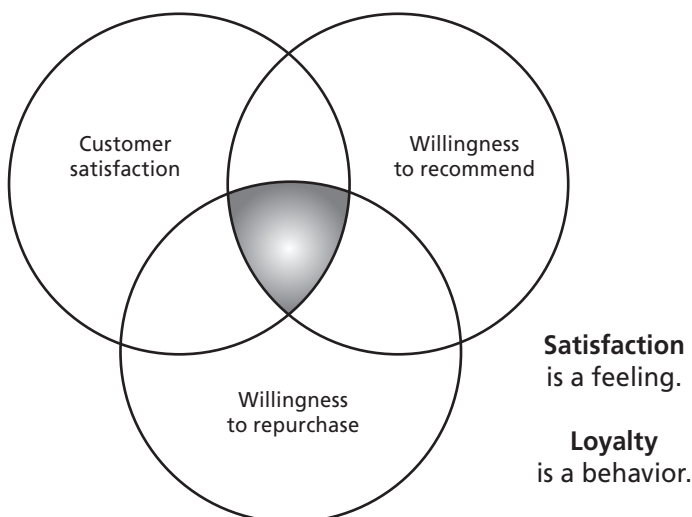 Customer
satisfaction
Willingness
to recommend
Willingness
to repurchase
Satisfaction
is a feeling.
Loyalty
is a behavior.